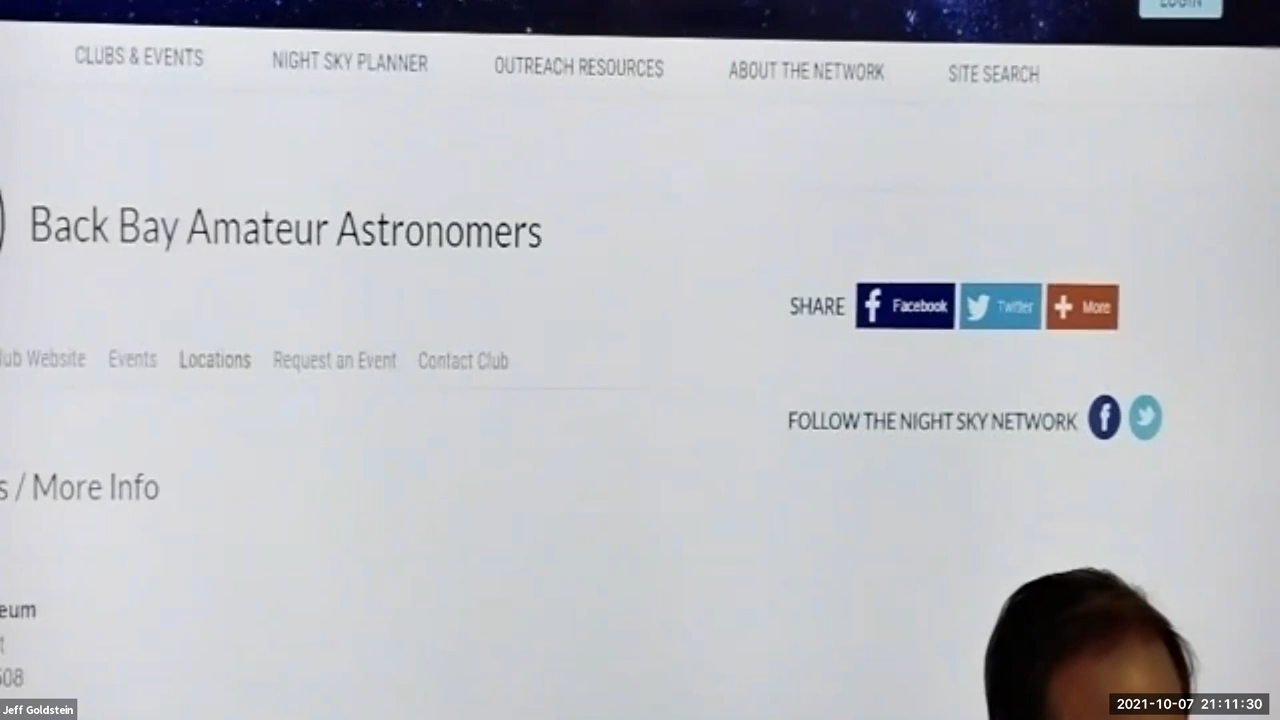 LOGIN
CLUBS & EVENTS NIGHT SKY PLANNER OUTREACH RESOURCES ABOUT THE NETWORK SITE SEARCH
Back Bay Amateur Astronomers
SHARE Facebook Twitter More
lub Website Events Locations Request an Event Contact Club
FOLLOW THE NIGHT SKY NETWORK
s / More Info
eum
t
508
Jeff Goldstein
2021-10-07 21:11:30